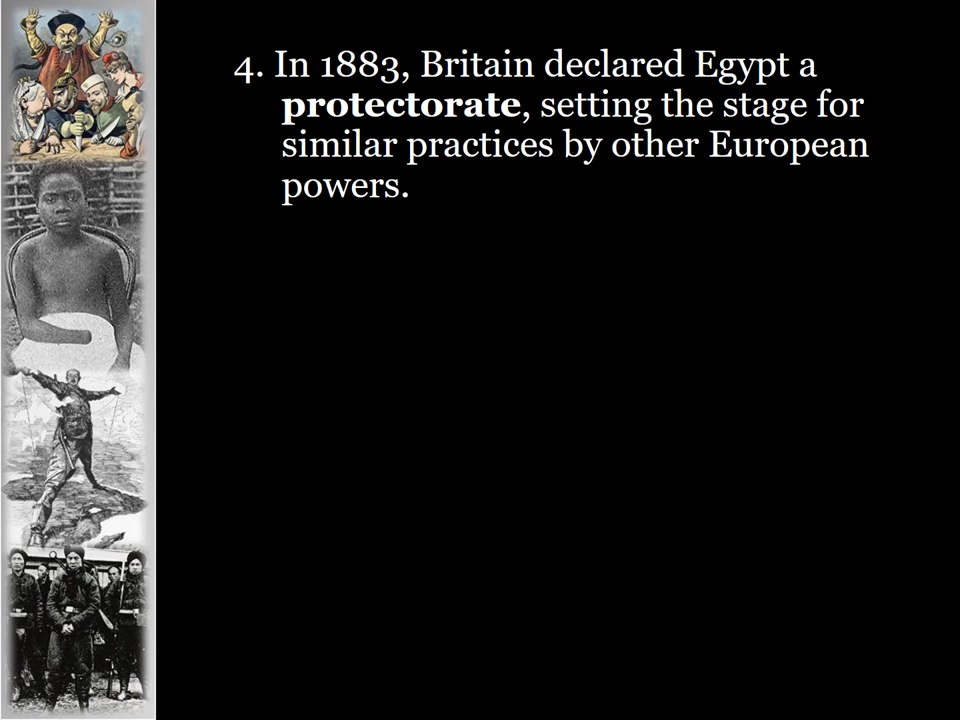 4. In 1883, Britain declared Egypt a
protectorate, setting the stage for
similar practices by other European
powers.